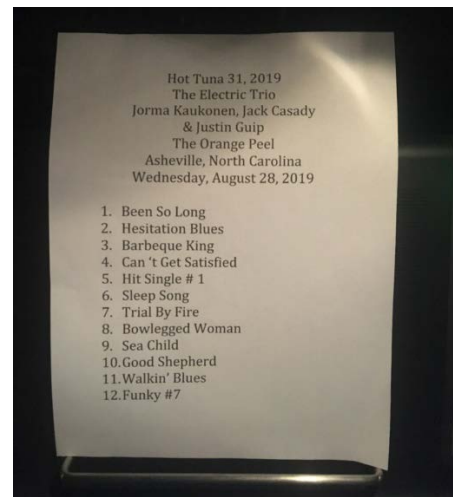 Hot Tuna 31, 2019
The Electric Trio
Jorma Kaukonen, Jack Casady
& Justin Guip
The Orange Peel
Asheville, North Carolina
Wednesday, August 28, 2019
1. Been So Long
2. Hesitation Blues
3. Barbeque King
4. Can 't Get Satisfied
5. Hit Single # 1
6. Sleep Song
7. Trial By Fire
8. Bowlegged Woman
9. Sea Child
10.Good Shepherd
11.Walkin' Blues
12.Funky #7